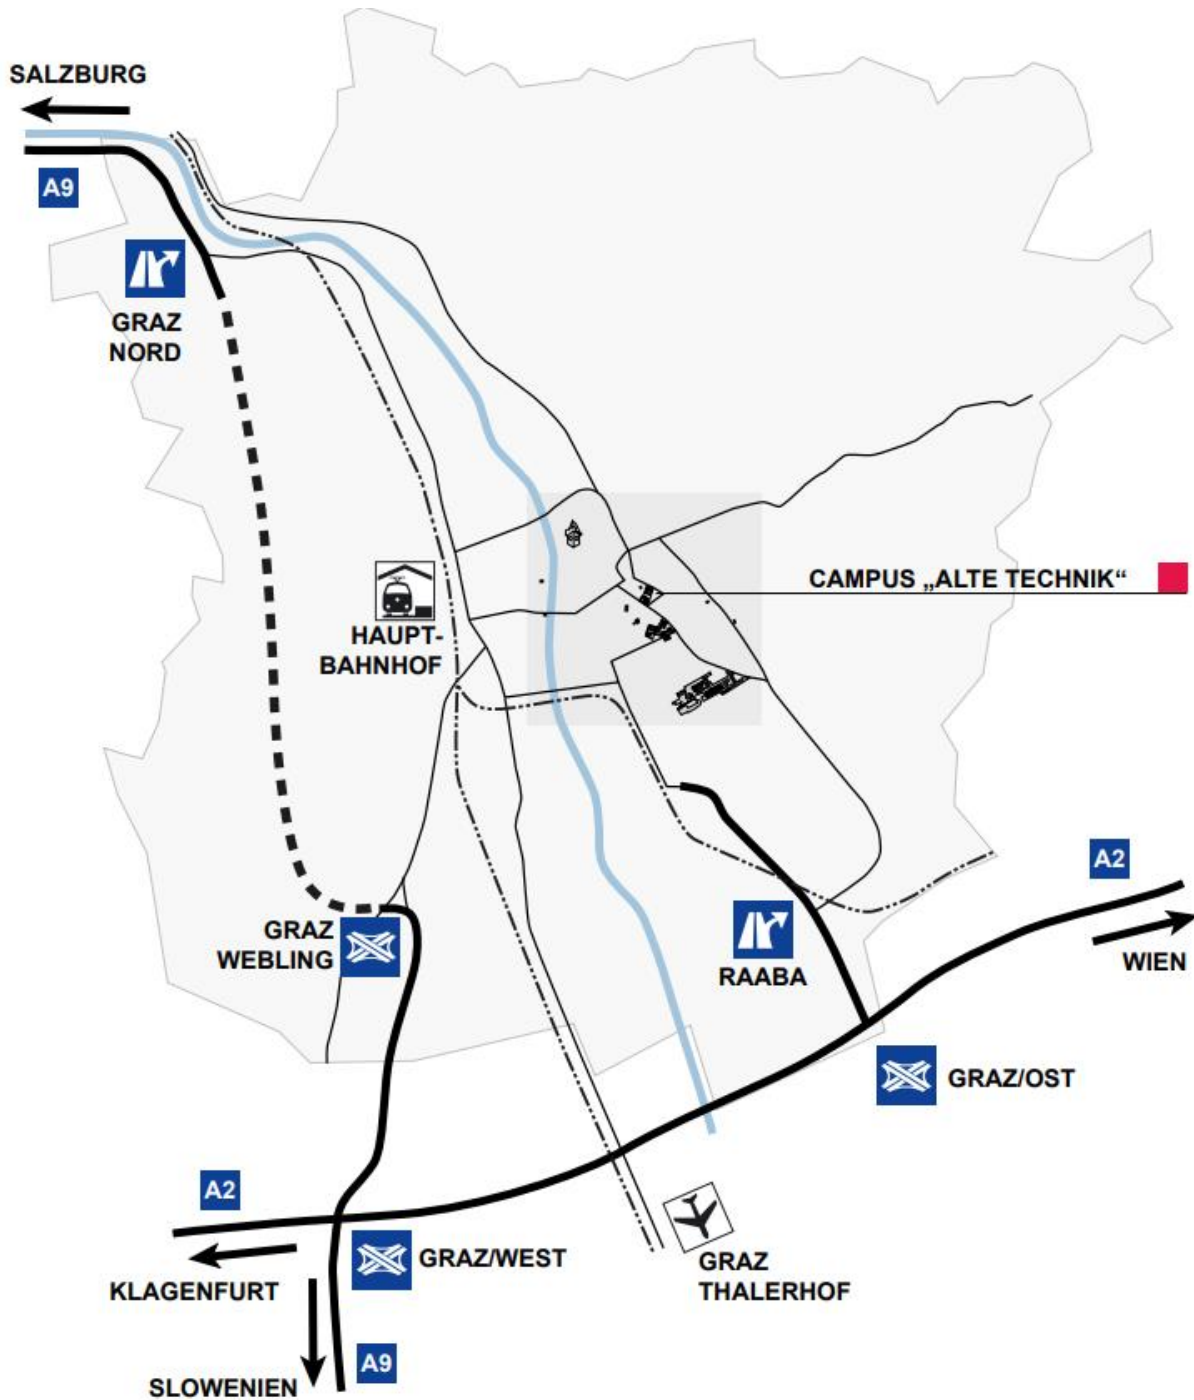 SALZBURG
A9
GRAZ
NORD
CAMPUS „ALTE TECHNIK“
HAUPT-
BAHNHOF
A2
GRAZ
WEBLING
RAABA
WIEN
GRAZ/OST
A2
GRAZ/WEST
GRAZ
THALERHOF
KLAGENFURT
A9
SLOWENIEN